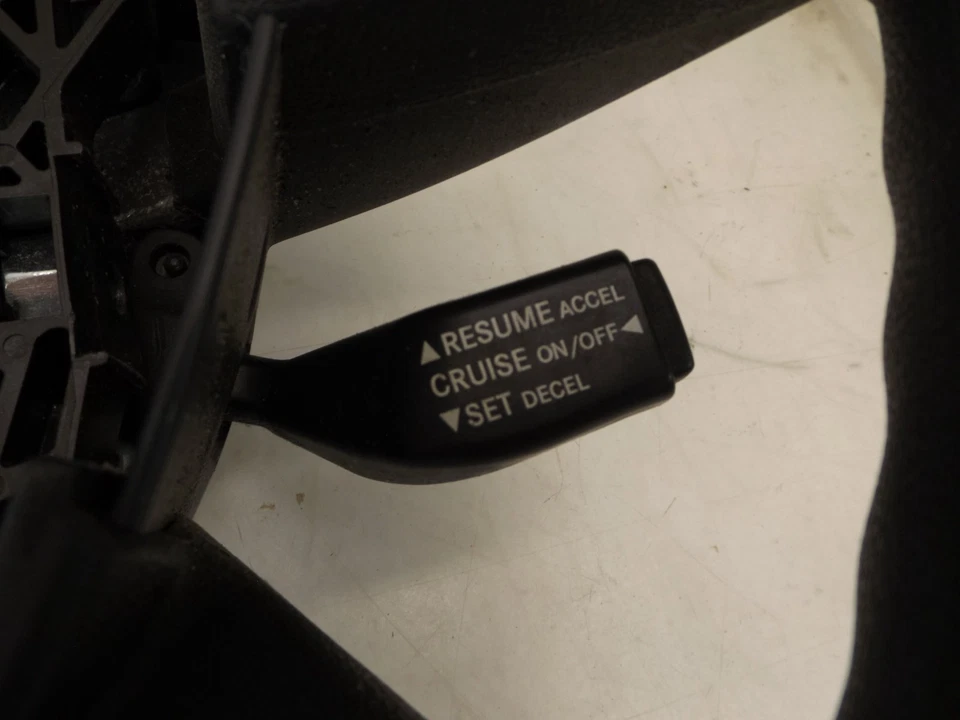 ▲RESUME ACCEL
CRUISE ON/OFF◀
▼SET DECEL